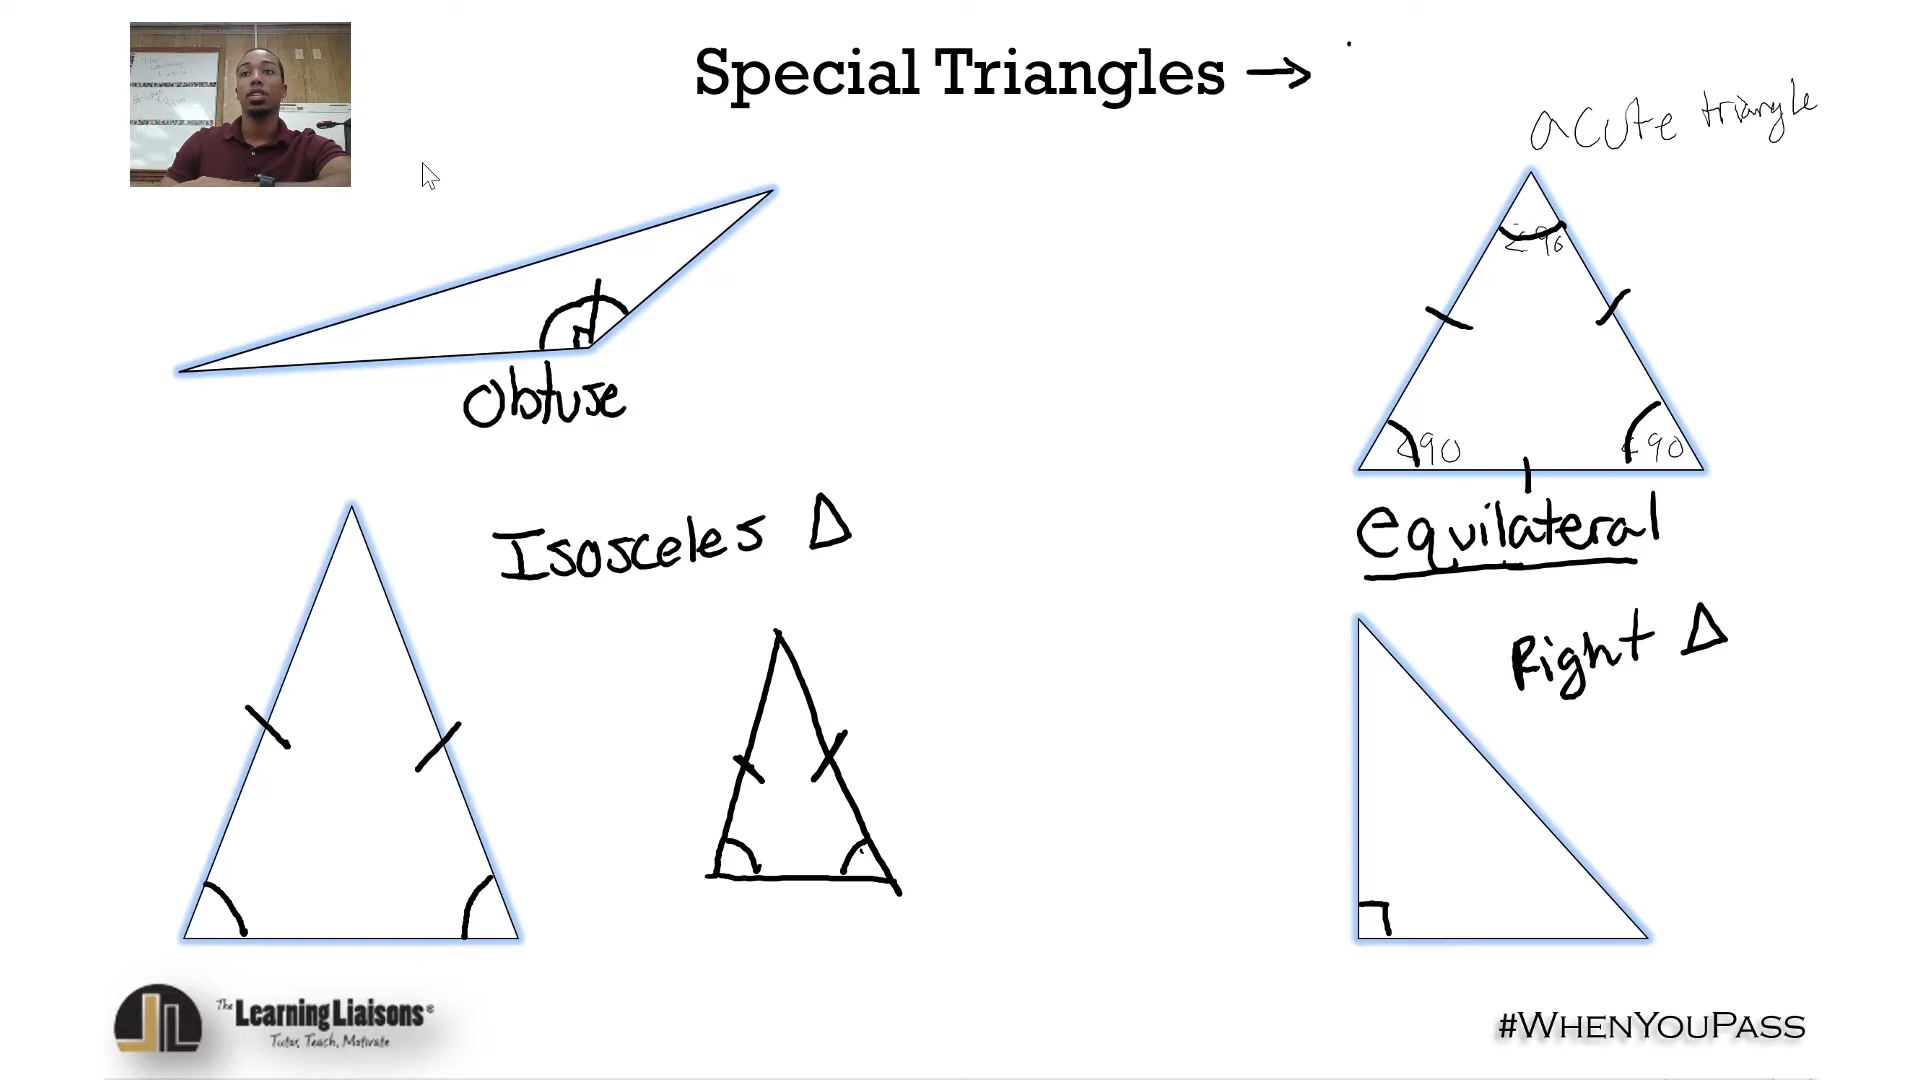 Special Triangles →
acute triangle
<90
<90
<90
Obtuse
equilateral
Isosceles Δ
Right Δ
The Learning Liaisons®
Tutor, Teach, Motivate
#WHENYOUPASS